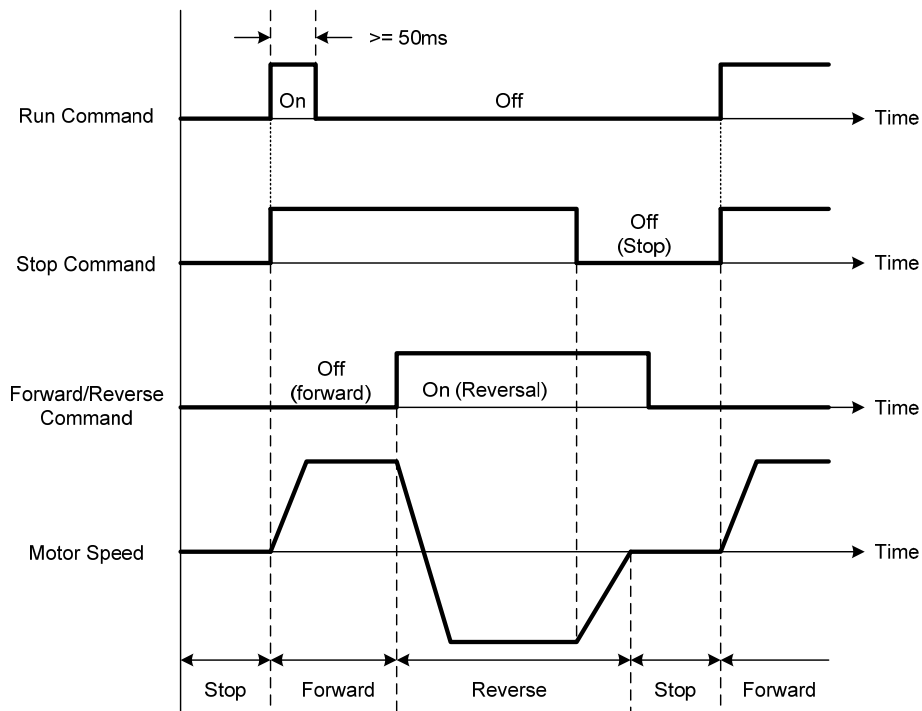 >= 50ms
On
Off
Run Command
Time
Off
(Stop)
Stop Command
Time
Off
(forward)
On (Reversal)
Forward/Reverse
Command
Time
Motor Speed
Time
Stop
Forward
Reverse
Stop
Forward